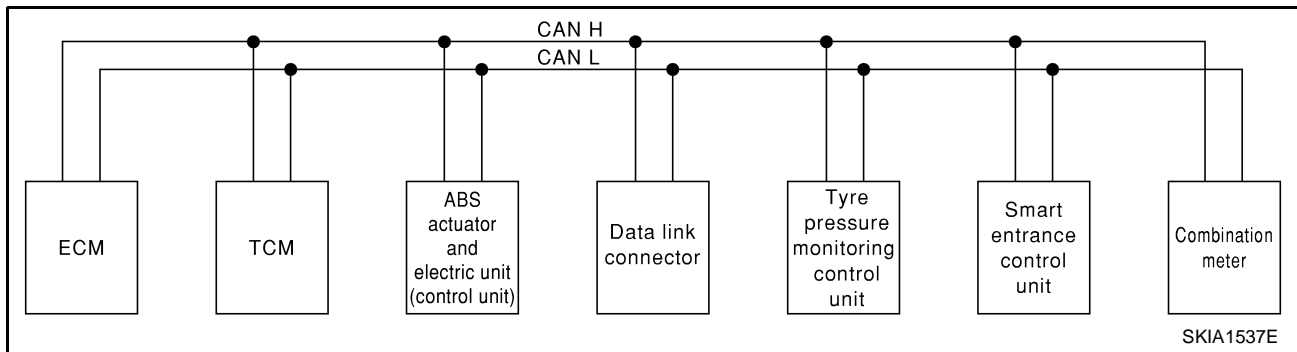 CAN H
CAN L
ECM
TCM
ABS
actuator
and
electric unit
(control unit)
Data link
connector
Tyre
pressure
monitoring
control
unit
Smart
entrance
control
unit
Combination
meter
SKIA1537E